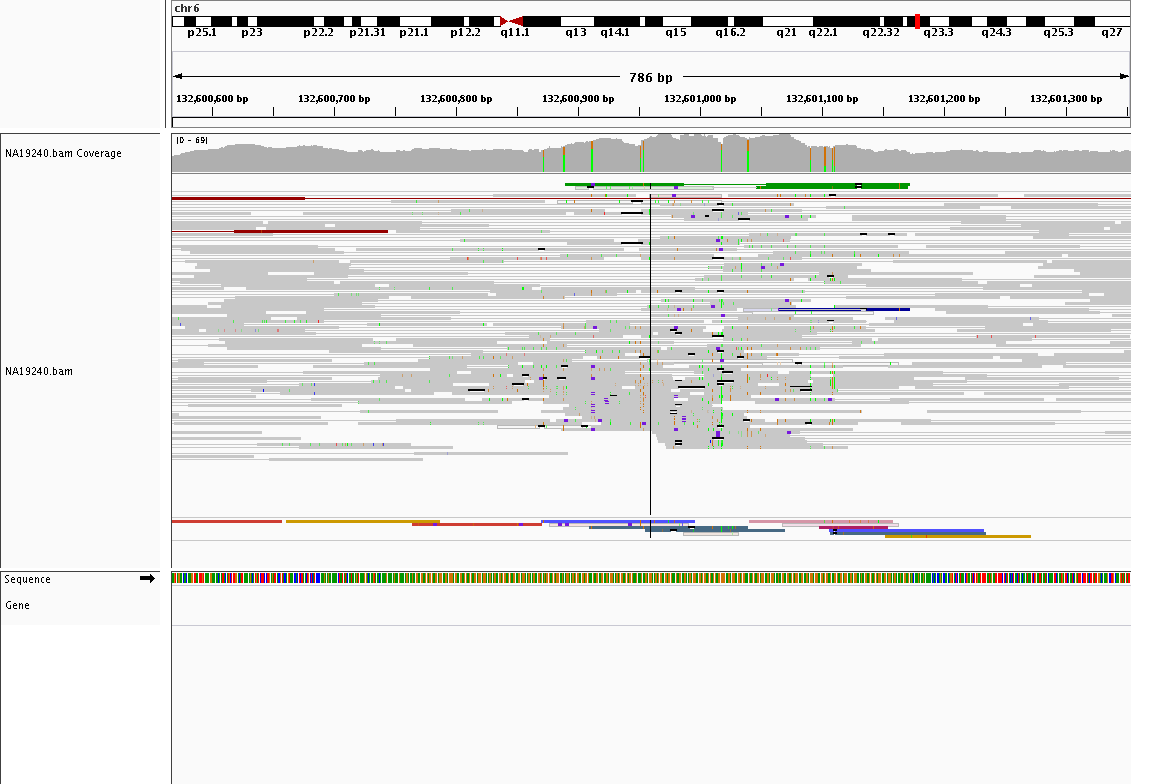 chr6
p25.1 p23 p22.2 p21.31 p21.1 p12.2 q11.1 q13 q14.1 q15 q16.2 q21 q22.1 q22.32 q23.3 q24.3 q25.3 q27
786 bp
132,600,600 bp 132,600,700 bp 132,600,800 bp 132,600,900 bp 132,601,000 bp 132,601,100 bp 132,601,200 bp 132,601,300 bp
[0 - 69]
NA19240.bam Coverage
NA19240.bam
Sequence
Gene